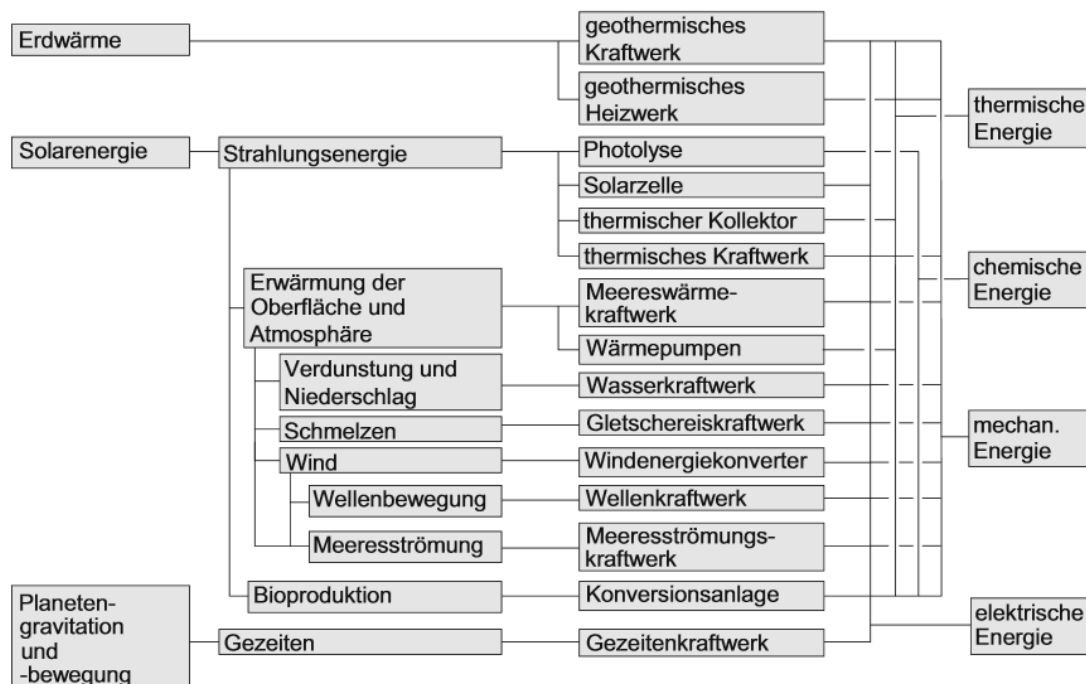 Erdwärme
geothermisches
Kraftwerk
geothermisches
Heizwerk
thermische
Energie
Solarenergie
Strahlungsenergie
Photolyse
Solarzelle
thermischer Kollektor
thermisches Kraftwerk
chemische
Energie
Erwärmung der
Oberfläche und
Atmosphäre
Meereswärme-
kraftwerk
Wärmepumpen
Verdunstung und
Niederschlag
Wasserkraftwerk
Schmelzen
Gletschereiskraftwerk
mechan.
Energie
Wind
Windenergiekonverter
Wellenbewegung
Wellenkraftwerk
Meeresströmung
Meeresströmungs-
kraftwerk
Bioproduktion
Konversionsanlage
Planeten-
gravitation
und
-bewegung
Gezeiten
Gezeitenkraftwerk
elektrische
Energie